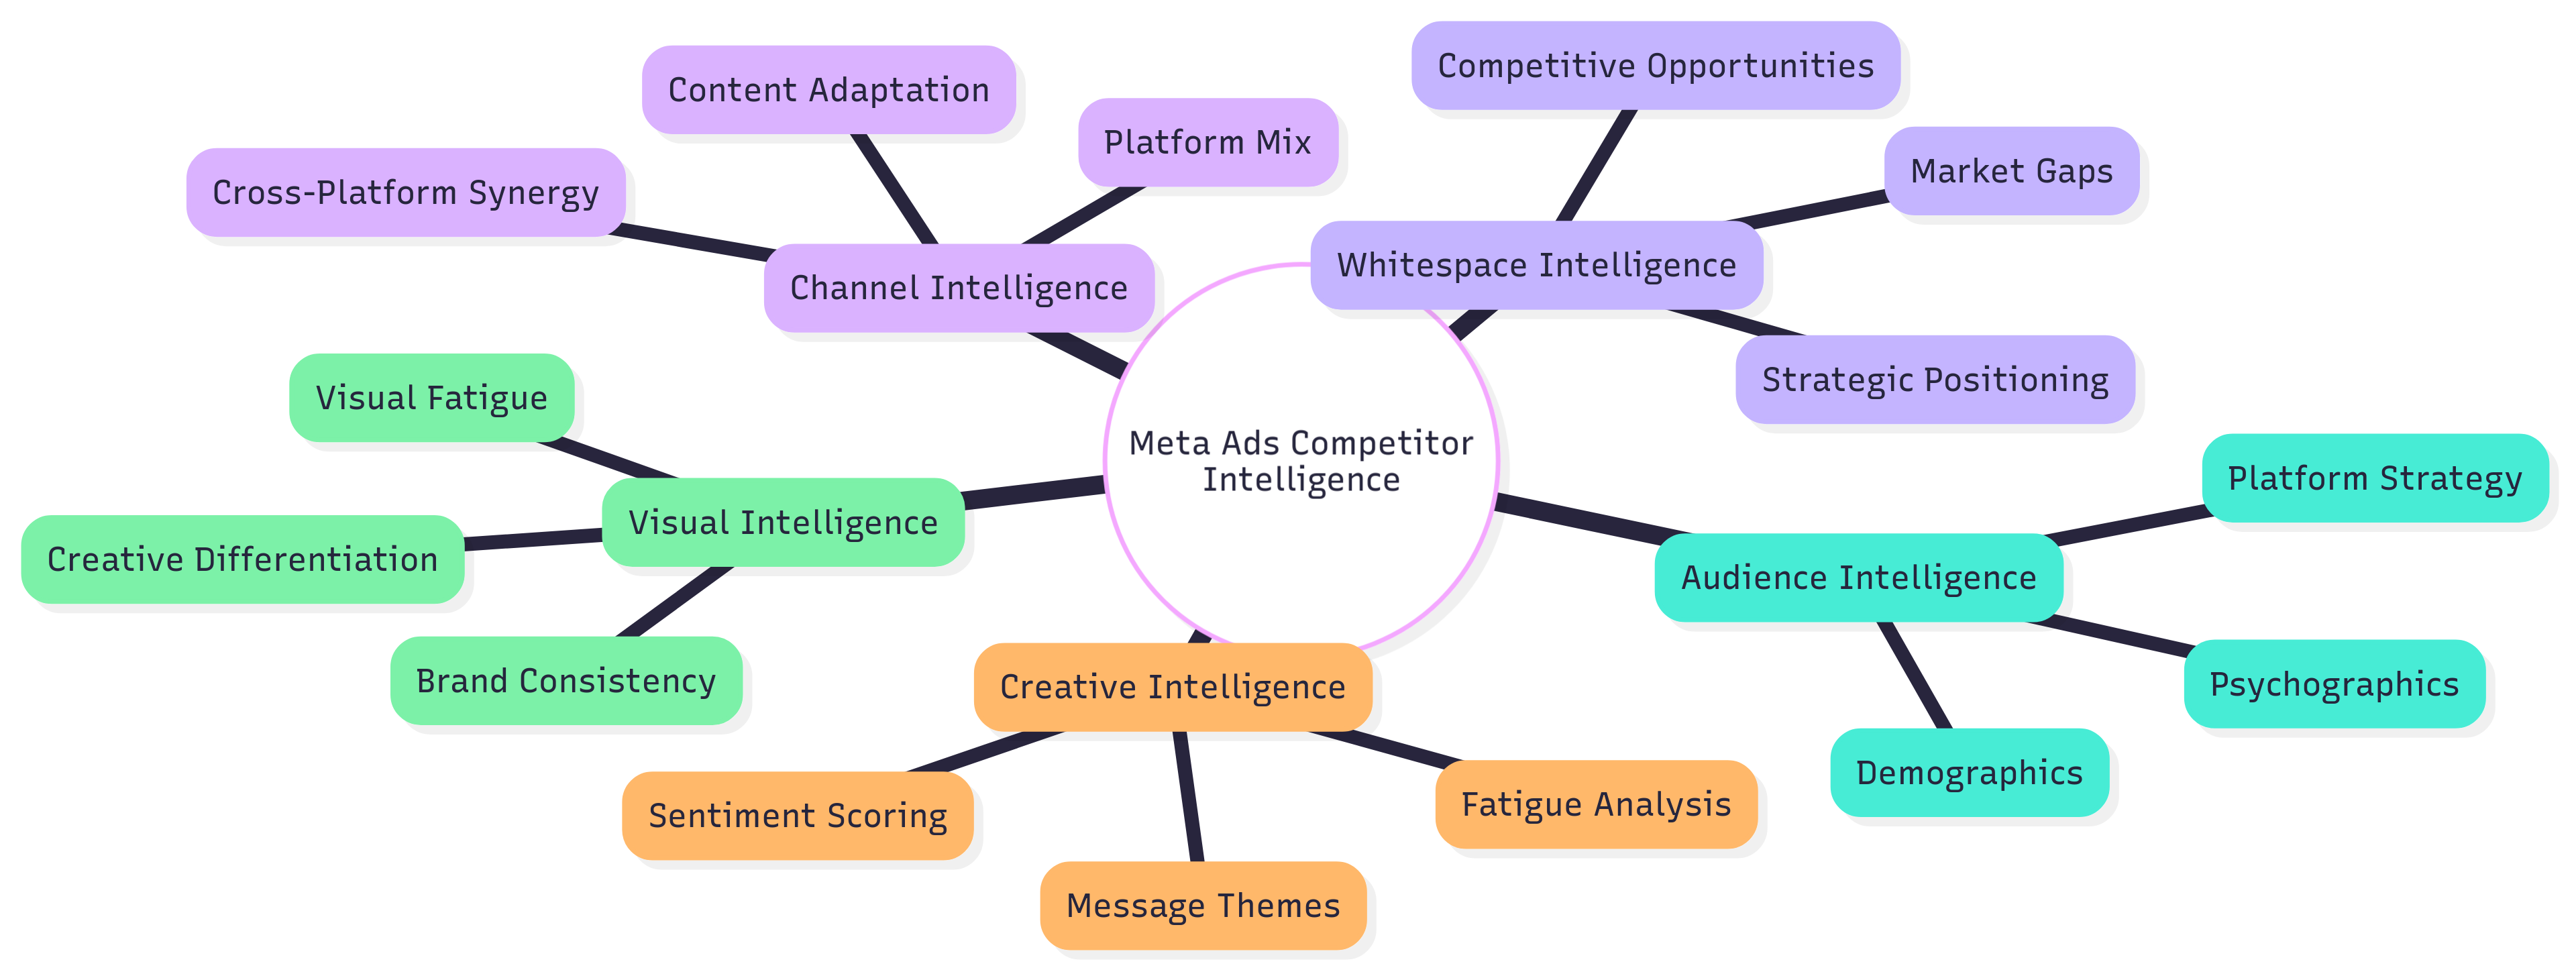 Competitive Opportunities
Content Adaptation
Platform Mix
Market Gaps
Cross-Platform Synergy
Whitespace Intelligence
Channel Intelligence
Strategic Positioning
Visual Fatigue
Meta Ads Competitor
Intelligence
Platform Strategy
Visual Intelligence
Creative Differentiation
Audience Intelligence
Brand Consistency
Creative Intelligence
Psychographics
Demographics
Sentiment Scoring
Fatigue Analysis
Message Themes